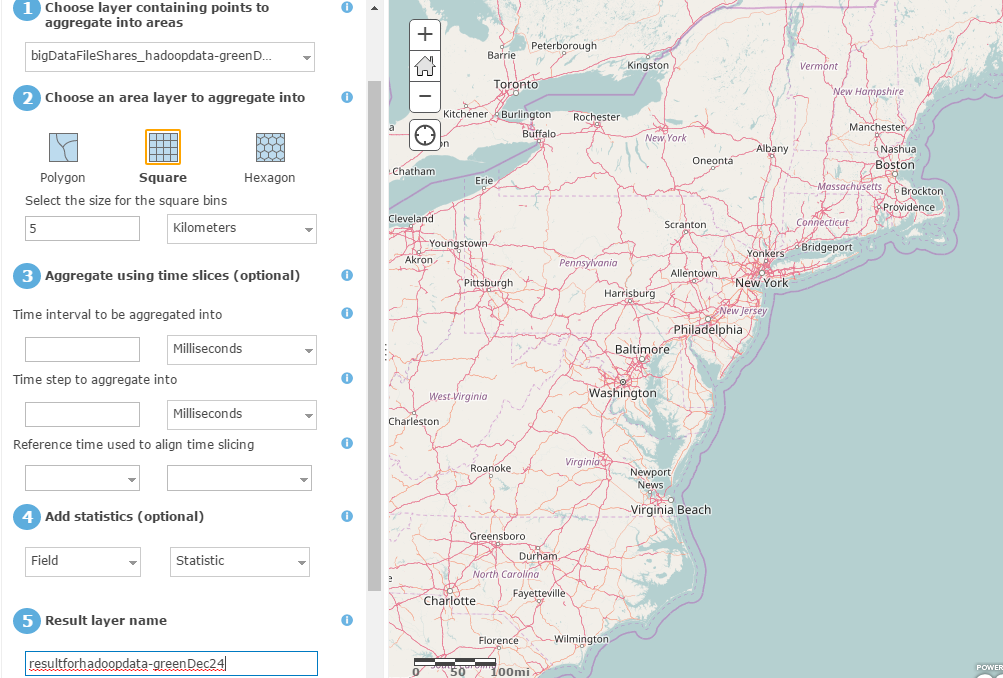 1 Choose layer containing points to
aggregate into areas
bigDataFileShares_hadoopdata-greenD...
2 Choose an area layer to aggregate into
Polygon Square Hexagon
Select the size for the square bins
5 Kilometers
3 Aggregate using time slices (optional)
Time interval to be aggregated into
Milliseconds
Time step to aggregate into
Milliseconds
Reference time used to align time slicing
4 Add statistics (optional)
Field Statistic
5 Result layer name
resultforhadoopdata-greenDec24
Peterborough
Barrie
Kingston
Vermont
Toronto
New Hampshire
Kitchener
Burlington
Rochester
Manchester
Buffalo
New York
Albany
Nashua
Boston
Oneonta
Chatham
Erie
Massachusetts
Brockton
Providence
Cleveland
Connecticut
Scranton
Youngstown
Bridgeport
Akron
Yonkers
Pennsylvania
Allentown
Pittsburgh
New York
Harrisburg
New Jersey
Philadelphia
Baltimore
Washington
West Virginia
Charleston
Roanoke
Virginia
Newport
News
Virginia Beach
Greensboro
Durham
North Carolina
Fayetteville
Charlotte
Florence
Wilmington
0 50 100mi
POWER